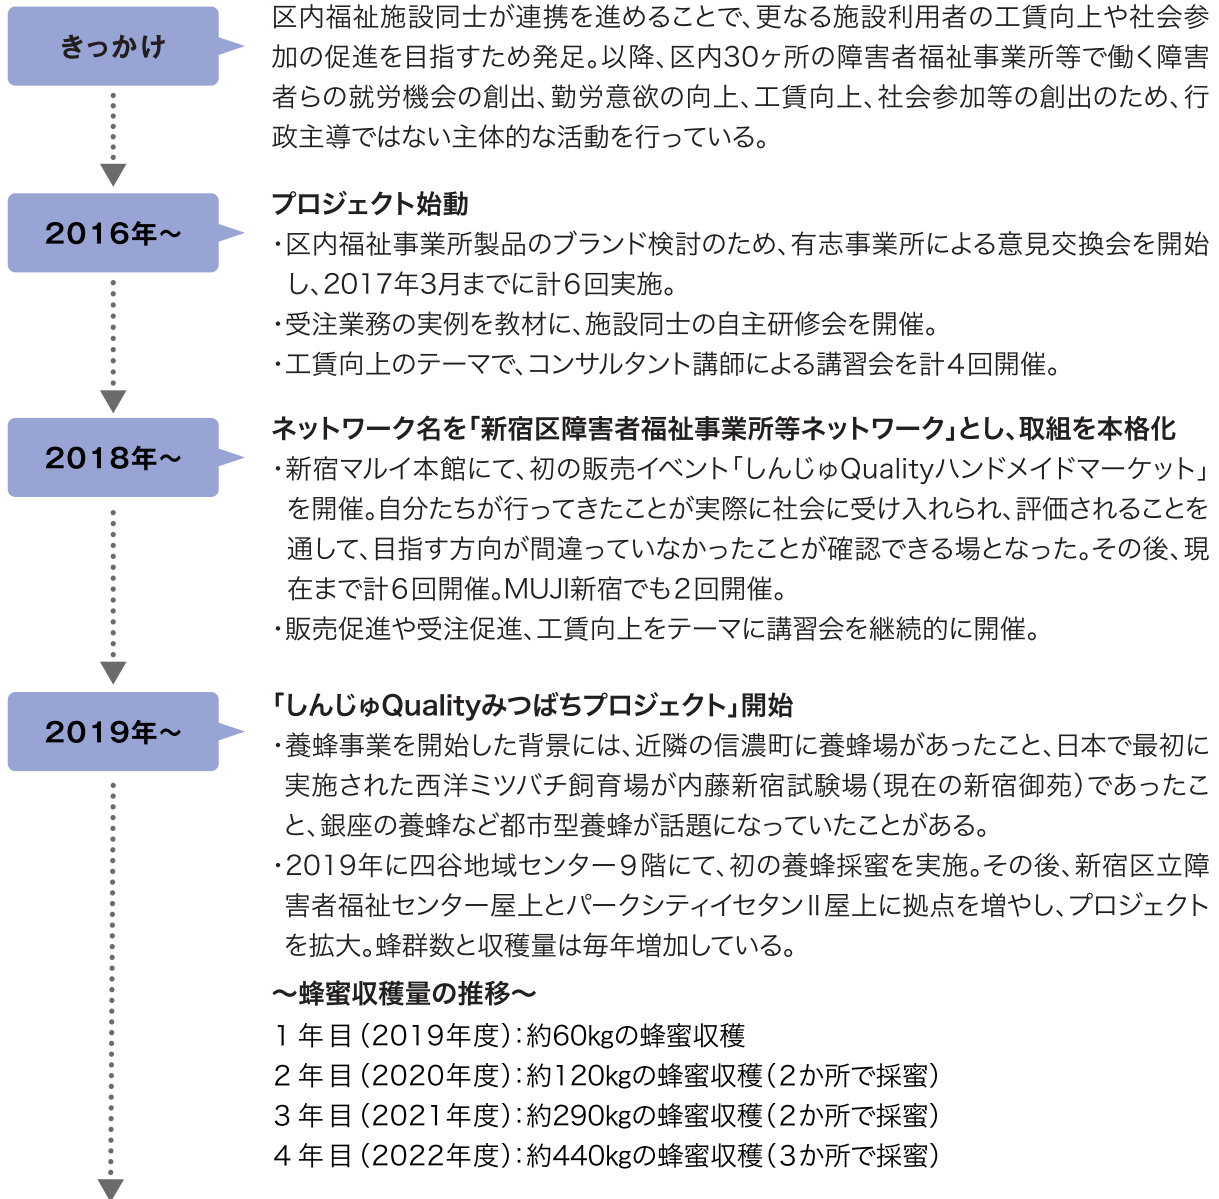 きっかけ
区内福祉施設同士が連携を進めることで、更なる施設利用者の工賃向上や社会参
加の促進を目指すため発足。以降、区内30ヶ所の障害者福祉事業所等で働く障害
者らの就労機会の創出、勤労意欲の向上、工賃向上、社会参加等の創出のため、行
政主導ではない主体的な活動を行っている。
2016年～
プロジェクト始動
・区内福祉事業所製品のブランド検討のため、有志事業所による意見交換会を開始
し、2017年3月までに計6回実施。
・受注業務の実例を教材に、施設同士の自主研修会を開催。
・工賃向上のテーマで、コンサルタント講師による講習会を計4回開催。
2018年～
ネットワーク名を「新宿区障害者福祉事業所等ネットワーク」とし、取組を本格化
・新宿マルイ本館にて、初の販売イベント「しんじゅQualityハンドメイドマーケット」
を開催。自分たちが行ってきたことが実際に社会に受け入れられ、評価されることを
通して、目指す方向が間違っていなかったことが確認できる場となった。その後、現
在まで計6回開催。MUJI新宿でも2回開催。
・販売促進や受注促進、工賃向上をテーマに講習会を継続的に開催。
2019年～
「しんじゅQualityみつばちプロジェクト」開始
・養蜂事業を開始した背景には、近隣の信濃町に養蜂場があったこと、日本で最初に
実施された西洋ミツバチ飼育場が内藤新宿試験場（現在の新宿御苑）であったこ
と、銀座の養蜂など都市型養蜂が話題になっていたことがある。
・2019年に四谷地域センター9階にて、初の養蜂採蜜を実施。その後、新宿区立障
害者福祉センター屋上とパークシティイセタンⅡ屋上に拠点を増やし、プロジェクト
を拡大。蜂群数と収穫量は毎年増加している。
～蜂蜜収穫量の推移～
1年目（2019年度）：約60kgの蜂蜜収穫
2年目（2020年度）：約120kgの蜂蜜収穫（2か所で採蜜）
3年目（2021年度）：約290kgの蜂蜜収穫（2か所で採蜜）
4年目（2022年度）：約440kgの蜂蜜収穫（3か所で採蜜）